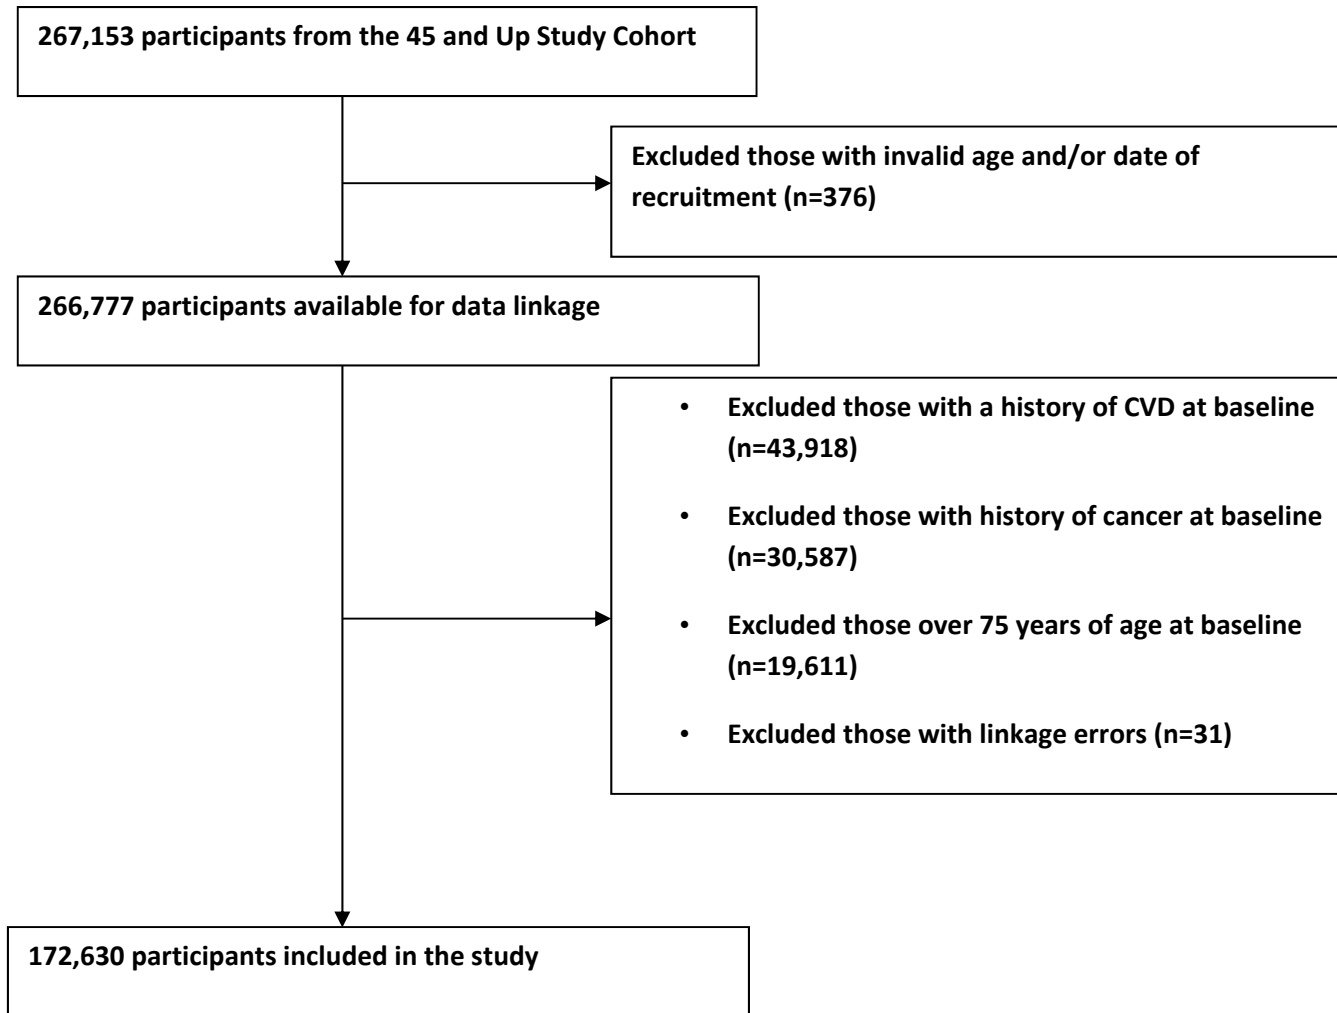 267,153 participants from the 45 and Up Study Cohort
Excluded those with invalid age and/or date of
recruitment (n=376)
266,777 participants available for data linkage
• Excluded those with a history of CVD at baseline
(n=43,918)
• Excluded those with history of cancer at baseline
(n=30,587)
• Excluded those over 75 years of age at baseline
(n=19,611)
• Excluded those with linkage errors (n=31)
172,630 participants included in the study